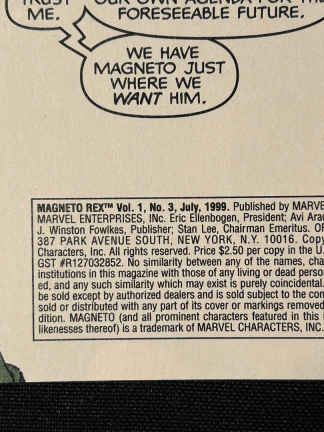 TRUST OUR OWN AGENDA FOR THE
ME. FORESEEABLE FUTURE.
WE HAVE
MAGNETO JUST
WHERE WE
WANT HIM.
MAGNETO REX™ Vol. 1, No. 3, July, 1999. Published by MARVE
MARVEL ENTERPRISES, INC. Eric Ellenbogen, President; Avi Arad
J. Winston Fowlkes, Publisher; Stan Lee, Chairman Emeritus. OF
387 PARK AVENUE SOUTH, NEW YORK, N.Y. 10016. Copy
Characters, Inc. All rights reserved. Price $2.50 per copy in the U.
GST #R127032852. No similarity between any of the names, cha
institutions in this magazine with those of any living or dead perso
ed, and any such similarity which may exist is purely coincidental.
be sold except by authorized dealers and is sold subject to the con
sold or distributed with any part of its cover or markings removed
dition. MAGNETO (and all prominent characters featured in this
likenesses thereof) is a trademark of MARVEL CHARACTERS, INC.